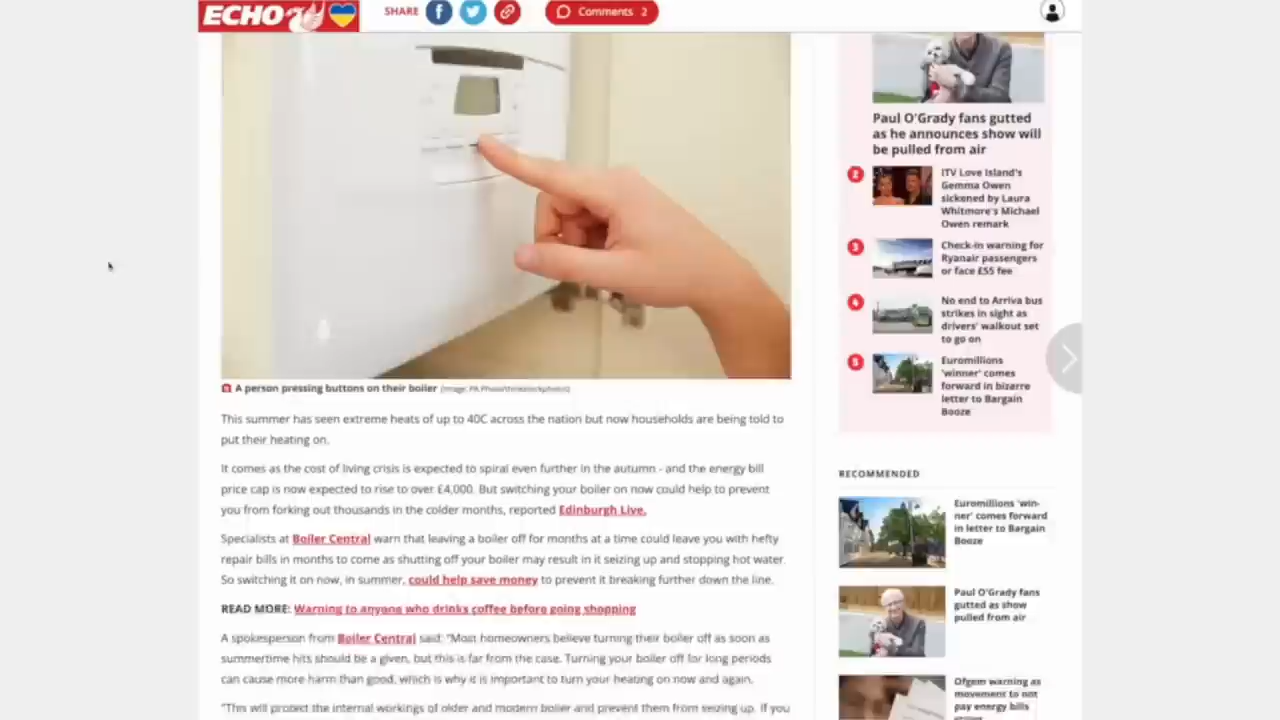 ECHO
SHARE
Comments 2
A person pressing buttons on their boiler
This summer has seen extreme heats of up to 40C across the nation but now households are being told to
put their heating on.
It comes as the cost of living crisis is expected to spiral even further in the autumn - and the energy bill
price cap is now expected to rise to over £4,000. But switching your boiler on now could help to prevent
you from forking out thousands in the colder months, reported Edinburgh Live.
Specialists at Boiler Central warn that leaving a boiler off for months at a time could leave you with hefty
repair bills in months to come as shutting off your boiler may result in it seizing up and stopping hot water.
So switching it on now, in summer, could help save money to prevent it breaking further down the line.
READ MORE: Warning to anyone who drinks coffee before going shopping
A spokesperson from Boiler Central said: "Most homeowners believe turning their boiler off as soon as
summertime hits should be a given, but this is far from the case. Turning your boiler off for long periods
can cause more harm than good, which is why it is important to turn your heating on now and again.
"This will protect the internal workings of older and modern boiler and prevent them from seizing up. If you
Paul O'Grady fans gutted
as he announces show will
be pulled from air
2
ITV Love Island's
Gemma Owen
sickened by Laura
Whitmore's Michael
Owen remark
3
Check-in warning for
Ryanair passengers
or face £55 fee
4
No end to Arriva bus
strikes in sight as
drivers' walkout set
to go on
5
Euromillions
'winner' comes
forward in bizarre
letter to Bargain
Booze
RECOMMENDED
Euromillions 'win-
ner' comes forward
in letter to Bargain
Booze
Paul O'Grady fans
gutted as show
pulled from air
Ofgem warning as
movement to not
pay energy bills